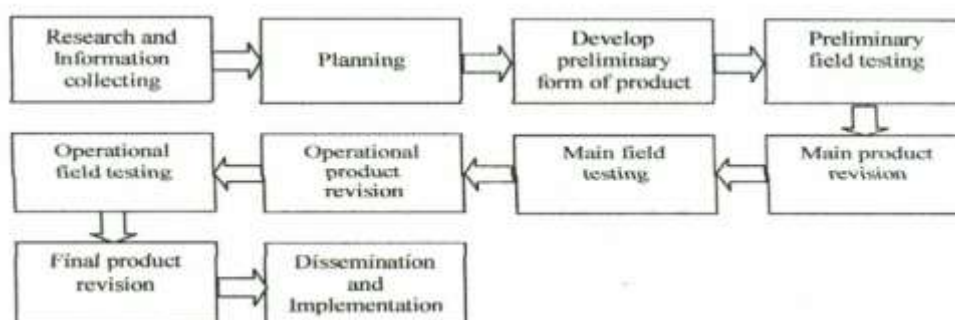 Research and
Information
collecting
Planning
Develop
preliminary
form of product
Preliminary
field testing
Main product
revision
Main field
testing
Operational
product
revision
Operational
field testing
Final product
revision
Dissemination
and
Implementation